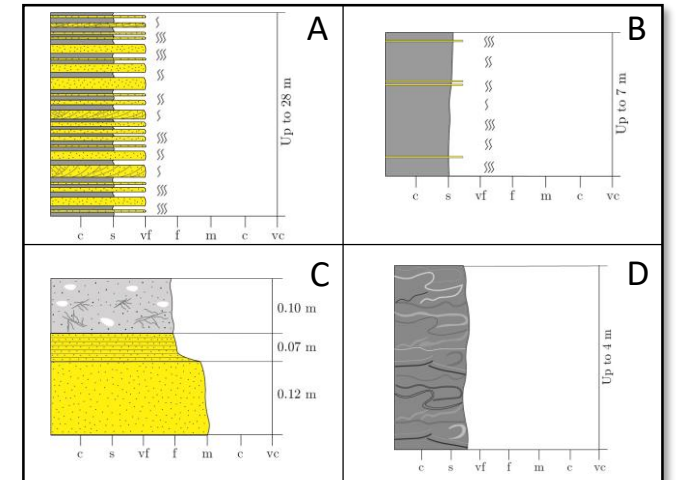 A
Up to 28 m
c s vf f m c vc
B
Up to 7 m
c s vf f m c vc
C
0.10 m
0.07 m
0.12 m
c s vf f m c vc
D
Up to 4 m
c s vf f m c vc